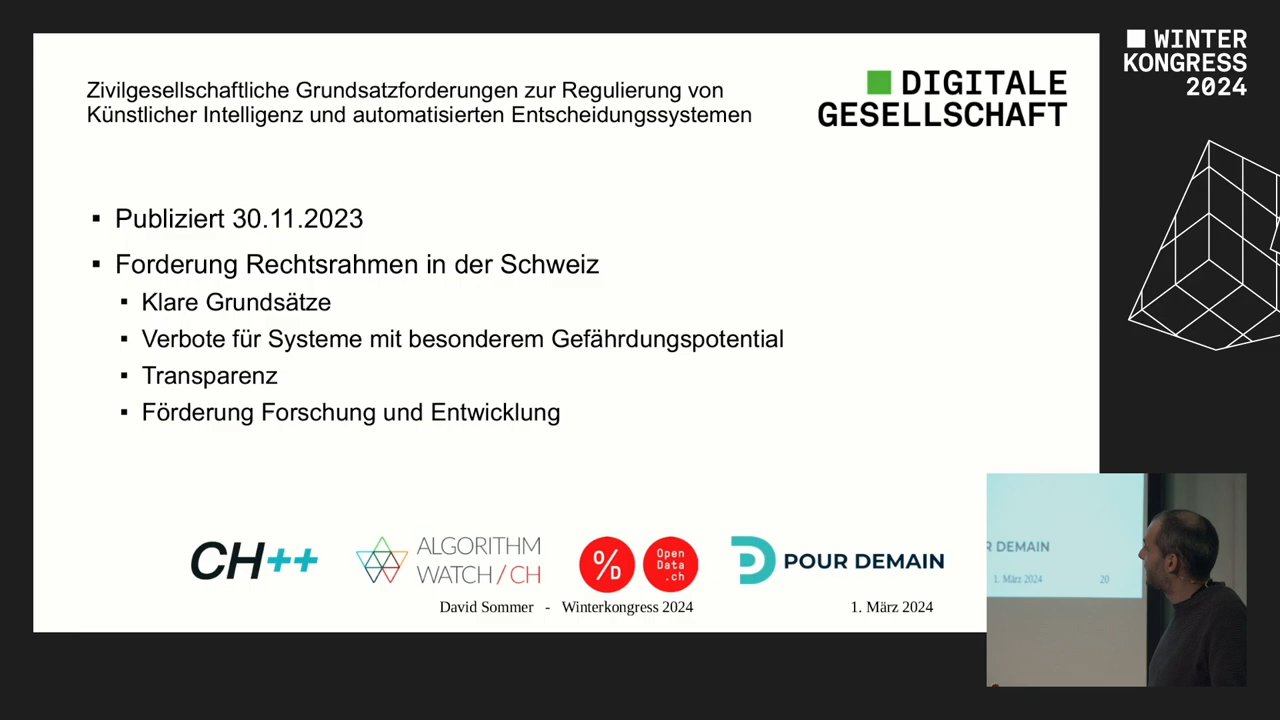 WINTER
KONGRESS
2024
Zivilgesellschaftliche Grundsatzforderungen zur Regulierung von
Künstlicher Intelligenz und automatisierten Entscheidungssystemen
DIGITALE
GESELLSCHAFT
▪ Publiziert 30.11.2023
▪ Forderung Rechtsrahmen in der Schweiz
▪ Klare Grundsätze
▪ Verbote für Systeme mit besonderem Gefährdungspotential
▪ Transparenz
▪ Förderung Forschung und Entwicklung
CH++
ALGORITHM
WATCH / CH
%/D
Open
Data
.ch
POUR DEMAIN
David Sommer - Winterkongress 2024
1. März 2024
R DEMAIN
1. März 2024 20